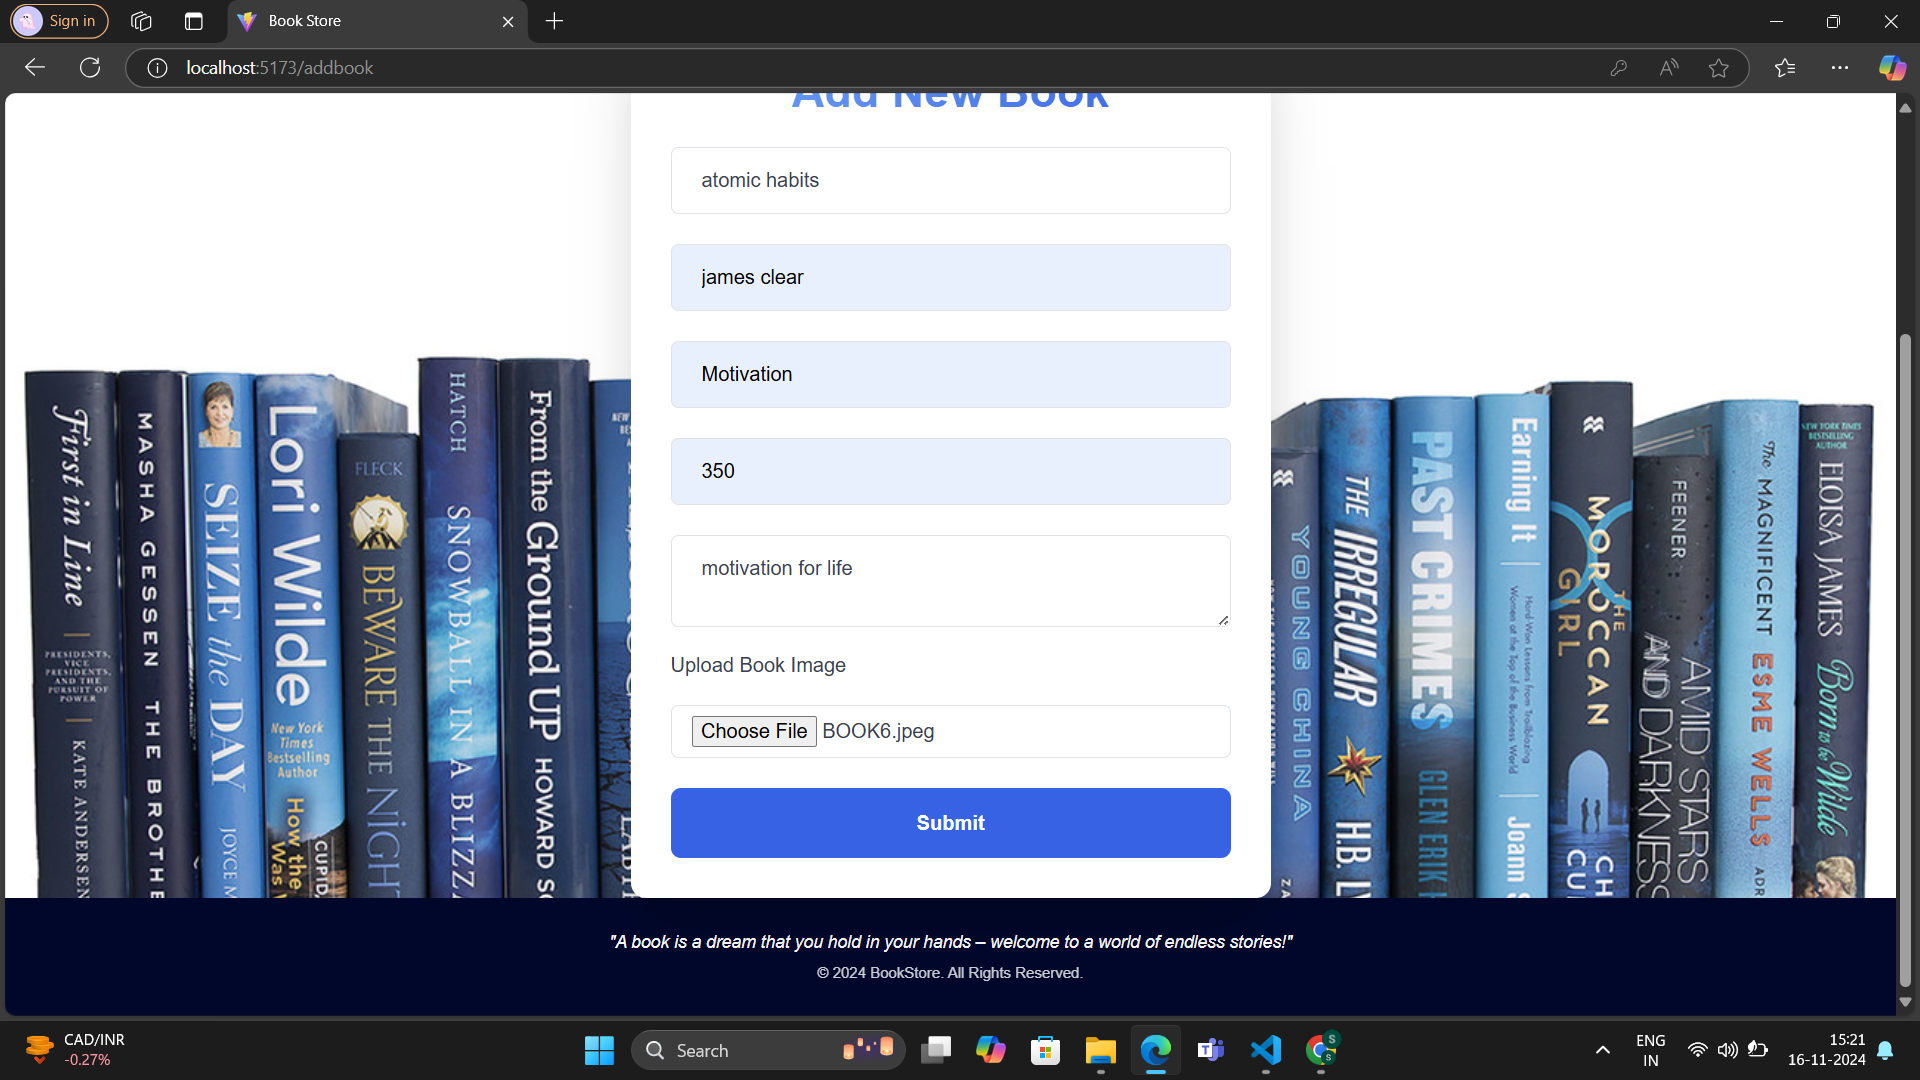 Sign in
Book Store
localhost:5173/addbook
Add New Book
atomic habits
james clear
Motivation
350
motivation for life
Upload Book Image
Choose File BOOK6.jpeg
Submit
First in Line
PRESIDENTS,
VICE
PRESIDENTS,
AND THE
PURSUIT OF
POWER
KATE ANDERSEN
MASHA GESSEN THE BROTHE
SEIZE the DAY
JOYCE M
Lori Wilde
New York
Times
Bestselling
Author
How the
Was
CUPID
FLECK
BEWARE THE NIGHT
HATCH
SNOWBALL IN A BLIZZ
From the Ground UP
HOWARD SC
YOUNG CHINA
ZA
THE IRREGULAR
H.B. LY
PAST CRIMES
GLEN ERIK H
Earning It
Hard-Won Lessons from Trailblazing
Women at the Top of the Business World
Joann S
THE MOROCCAN GIRL
CH
CU
FEENER
AMID STARS
AND DARKNESS
The MAGNIFICENT ESME WELLS
ADR
NEW YORK TIMES
BESTSELLING
AUTHOR
ELOISA JAMES
Born to be Wilde
"A book is a dream that you hold in your hands – welcome to a world of endless stories!"
© 2024 BookStore. All Rights Reserved.
CAD/INR
-0.27%
Search
ENG
IN
15:21
16-11-2024